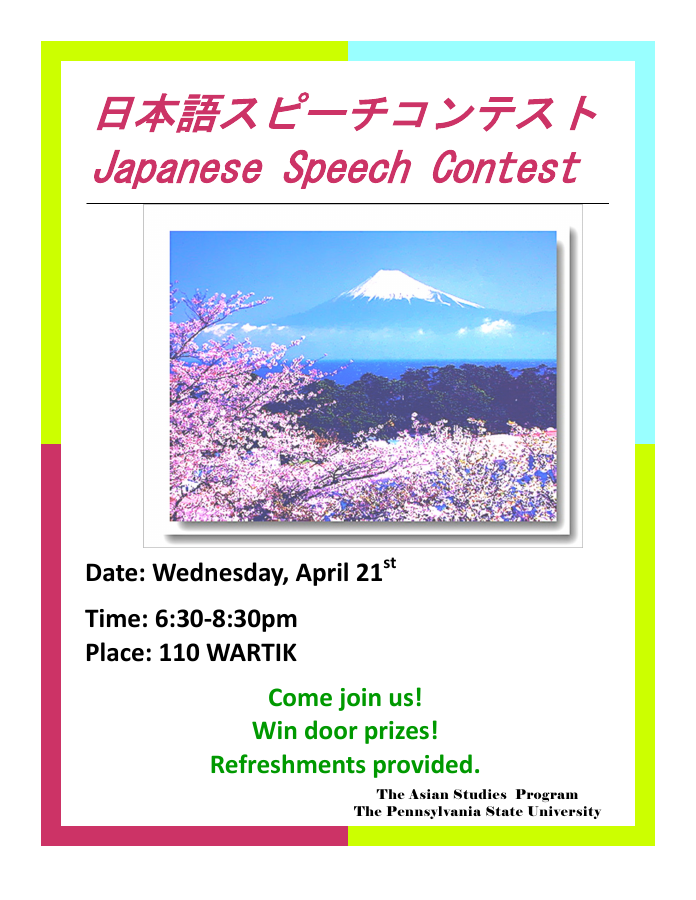 日本語スピーチコンテスト
Japanese Speech Contest
Date: Wednesday, April 21st
Time: 6:30-8:30pm
Place: 110 WARTIK
Come join us!
Win door prizes!
Refreshments provided.
The Asian Studies Program
The Pennsylvania State University